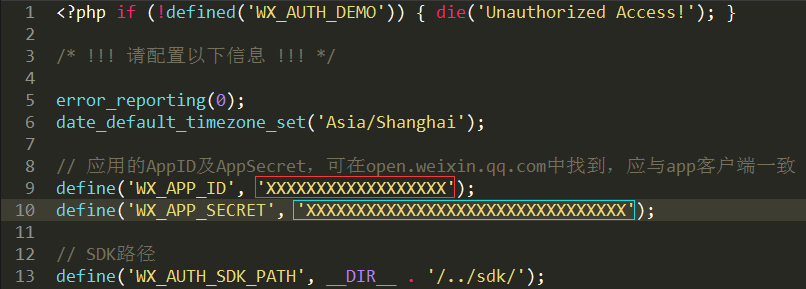 1 <?php if (!defined('WX_AUTH_DEMO')) { die('Unauthorized Access!'); }
2
3 /* !!! 请配置以下信息 !!! */
4
5 error_reporting(0);
6 date_default_timezone_set('Asia/Shanghai');
7
8 // 应用的AppID及AppSecret，可在open.weixin.qq.com中找到，应与app客户端一致
9 define('WX_APP_ID', 'XXXXXXXXXXXXXXXXXX');
10 define('WX_APP_SECRET', 'XXXXXXXXXXXXXXXXXXXXXXXXXXXXXXXX');
11
12 // SDK路径
13 define('WX_AUTH_SDK_PATH', __DIR__ . '/../sdk/');